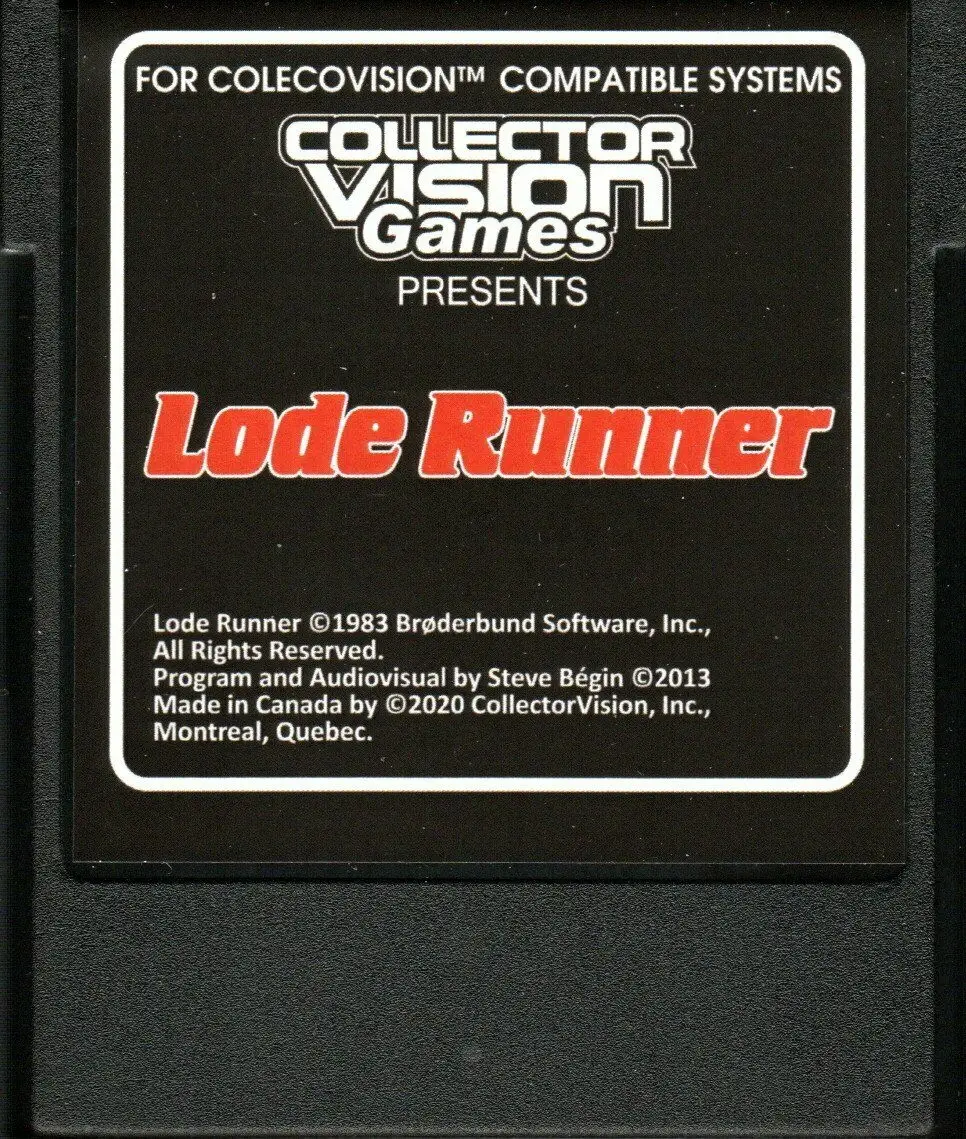 FOR COLECOVISION™ COMPATIBLE SYSTEMS
COLLECTOR
VISION
Games
PRESENTS
Lode Runner
Lode Runner ©1983 Brøderbund Software, Inc.,
All Rights Reserved.
Program and Audiovisual by Steve Bégin ©2013
Made in Canada by ©2020 CollectorVision, Inc.,
Montreal, Quebec.